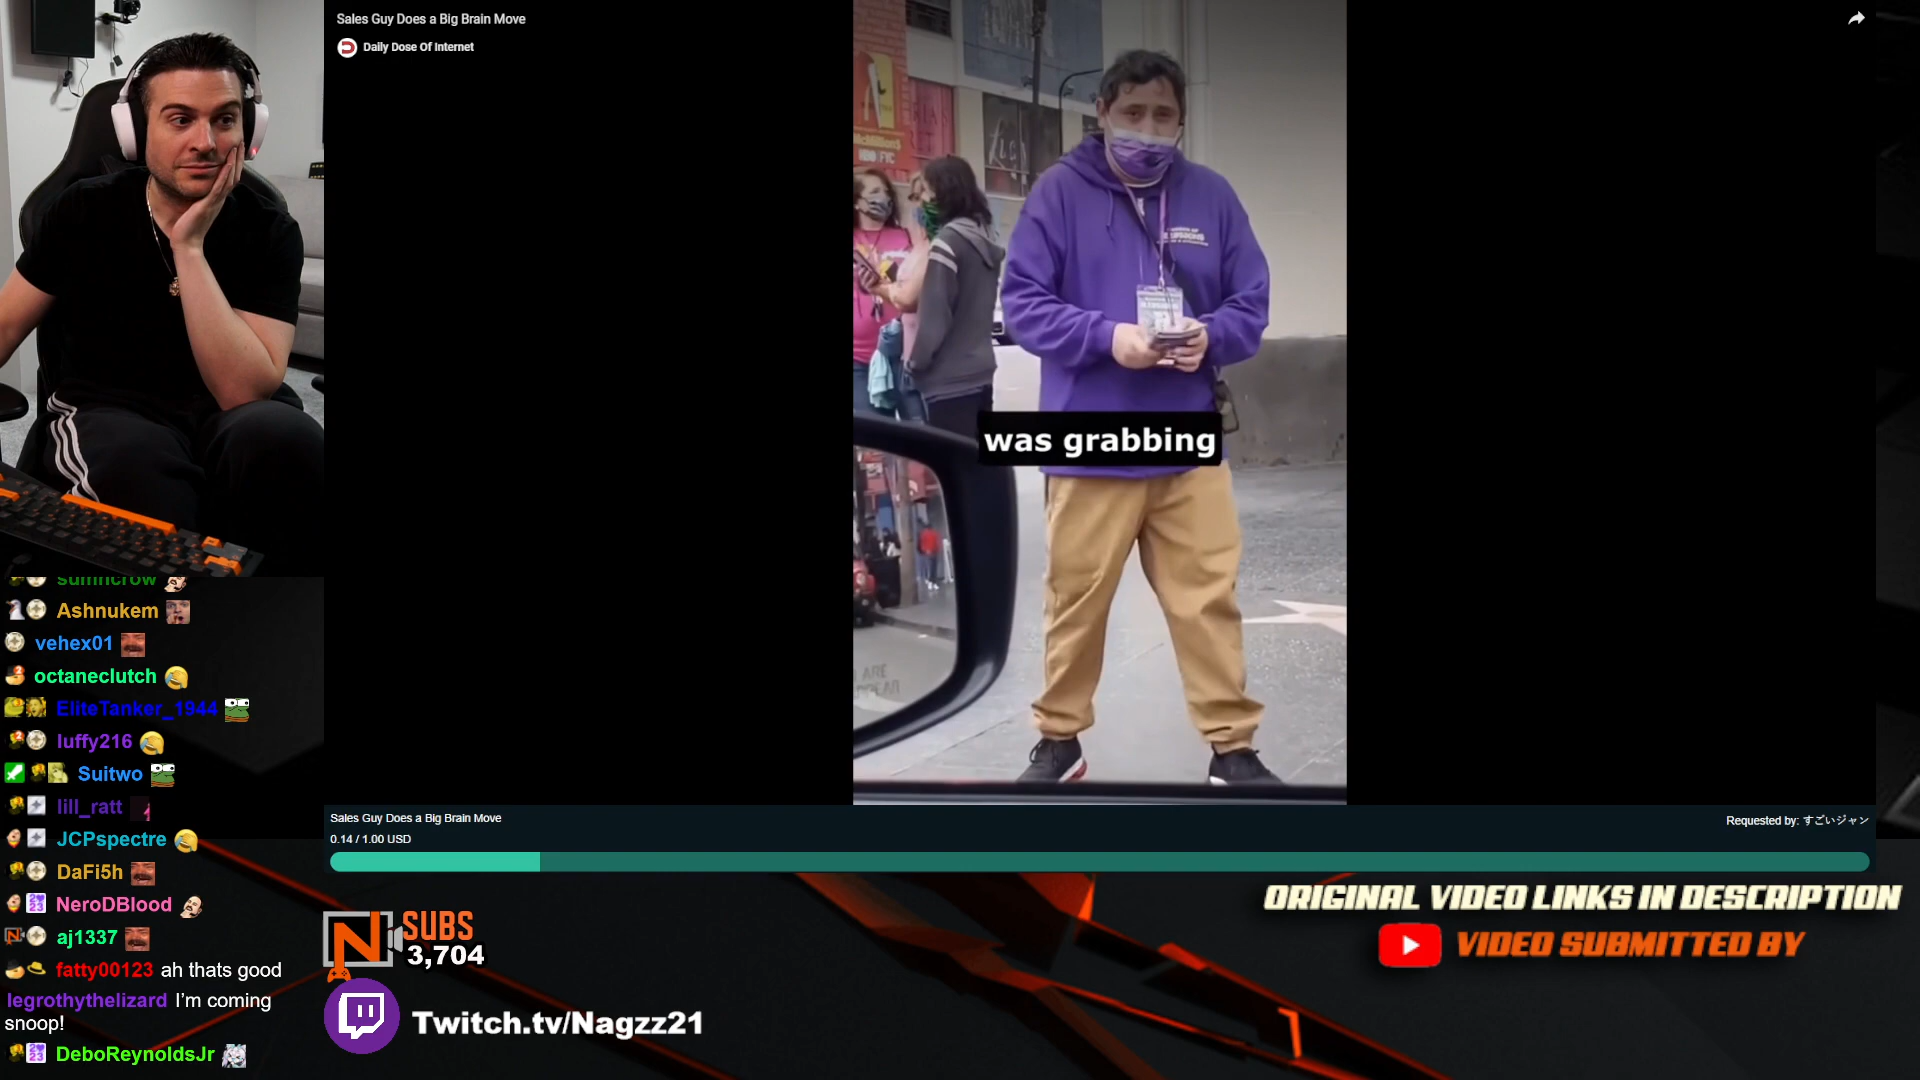 Sales Guy Does a Big Brain Move
Daily Dose Of Internet
was grabbing
Sales Guy Does a Big Brain Move
Requested by: すごいジャン
0.14 / 1.00 USD
ORIGINAL VIDEO LINKS IN DESCRIPTION
VIDEO SUBMITTED BY
SUBS
3,704
Twitch.tv/Nagzz21
sumncrow
Ashnukem
vehex01
octaneclutch
EliteTanker_1944
luffy216
Suitwo
lill_ratt
JCPspectre
DaFi5h
NeroDBlood
aj1337
fatty00123 ah thats good
legrothythelizard I'm coming
snoop!
DeboReynoldsJr